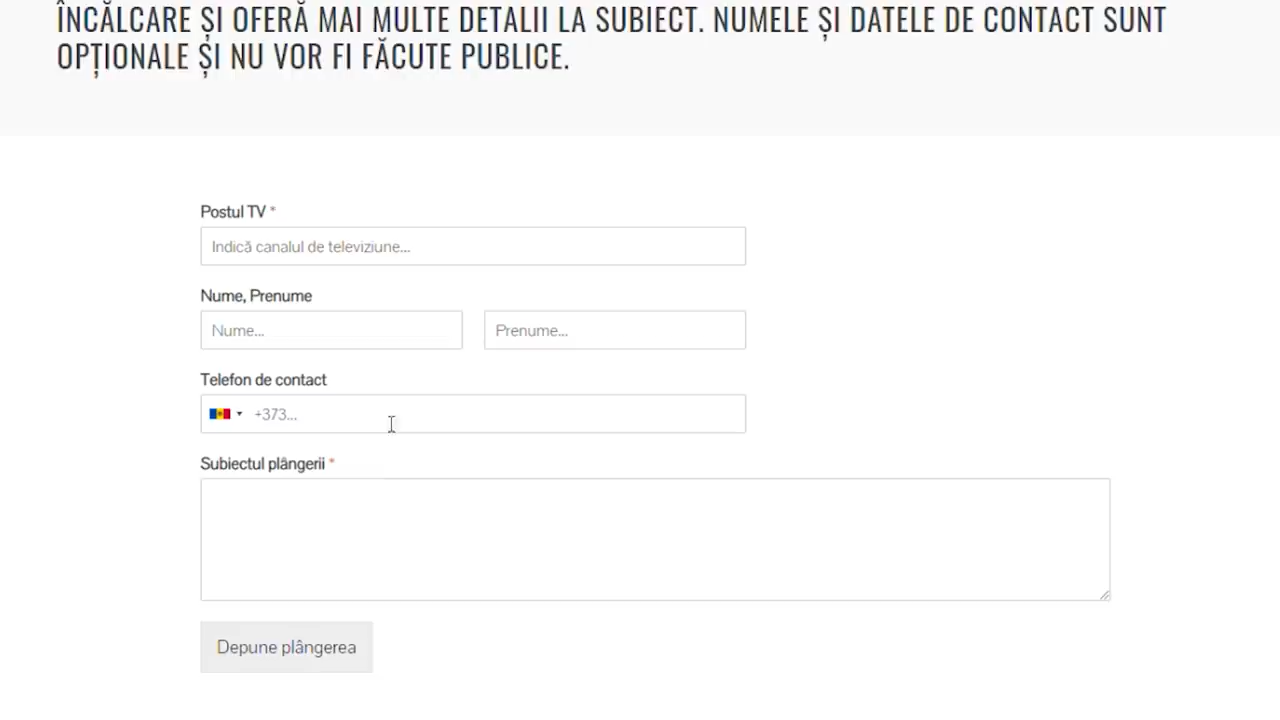 ÎNCĂLCARE ȘI OFERĂ MAI MULTE DETALII LA SUBIECT. NUMELE ȘI DATELE DE CONTACT SUNT
OPȚIONALE ȘI NU VOR FI FĂCUTE PUBLICE.
Postul TV *
Indică canalul de televiziune...
Nume, Prenume
Nume... Prenume...
Telefon de contact
+373...
Subiectul plângerii *
Depune plângerea